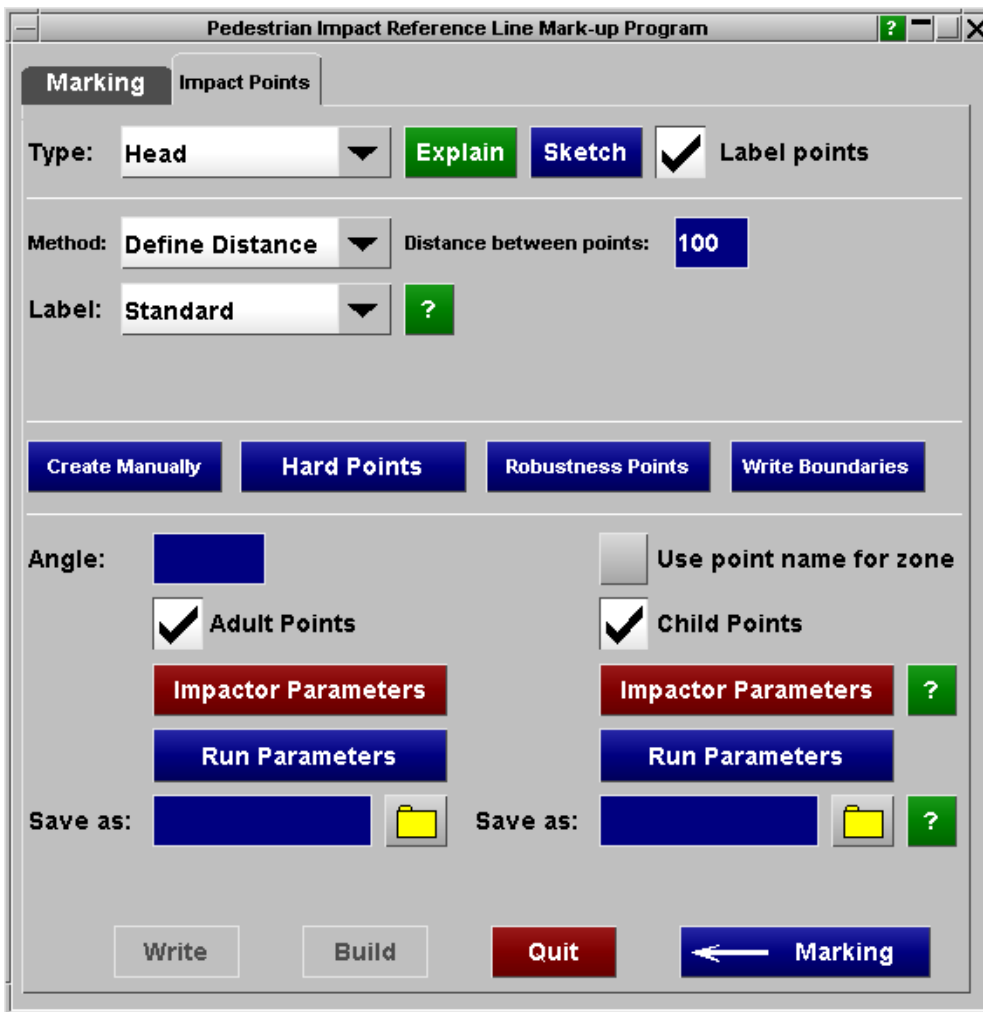 Pedestrian Impact Reference Line Mark-up Program ?
Marking Impact Points
Type: Head Explain Sketch Label points
Method: Define Distance Distance between points: 100
Label: Standard ?
Create Manually Hard Points Robustness Points Write Boundaries
Angle: Use point name for zone
Adult Points Child Points
Impactor Parameters Impactor Parameters ?
Run Parameters Run Parameters
Save as: Save as: ?
Write Build Quit Marking